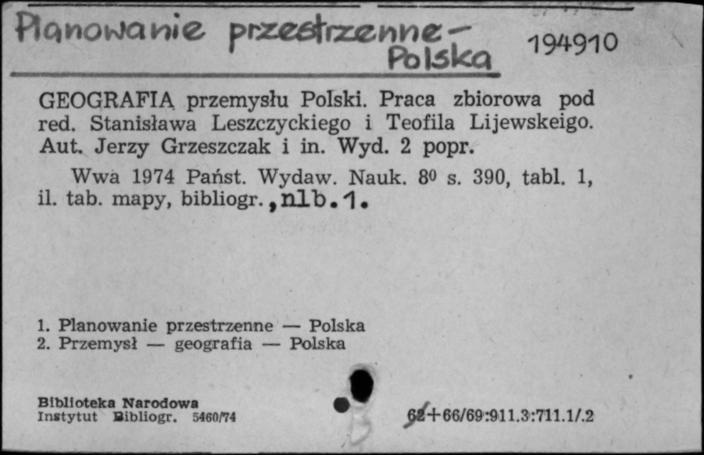 Planowanie przestrzenne —
Polska
194910
GEOGRAFIA przemysłu Polski. Praca zbiorowa pod
red. Stanisława Leszczyckiego i Teofila Lijewskeigo.
Aut. Jerzy Grzeszczak i in. Wyd. 2 popr.
Wwa 1974 Państ. Wydaw. Nauk. 8º s. 390, tabl. 1,
il. tab. mapy, bibliogr.,nlb.1.
1. Planowanie przestrzenne — Polska
2. Przemysł — geografia — Polska
Biblioteka Narodowa
Instytut Bibliogr. 5460/74
62+66/69:911.3:711.1/.2